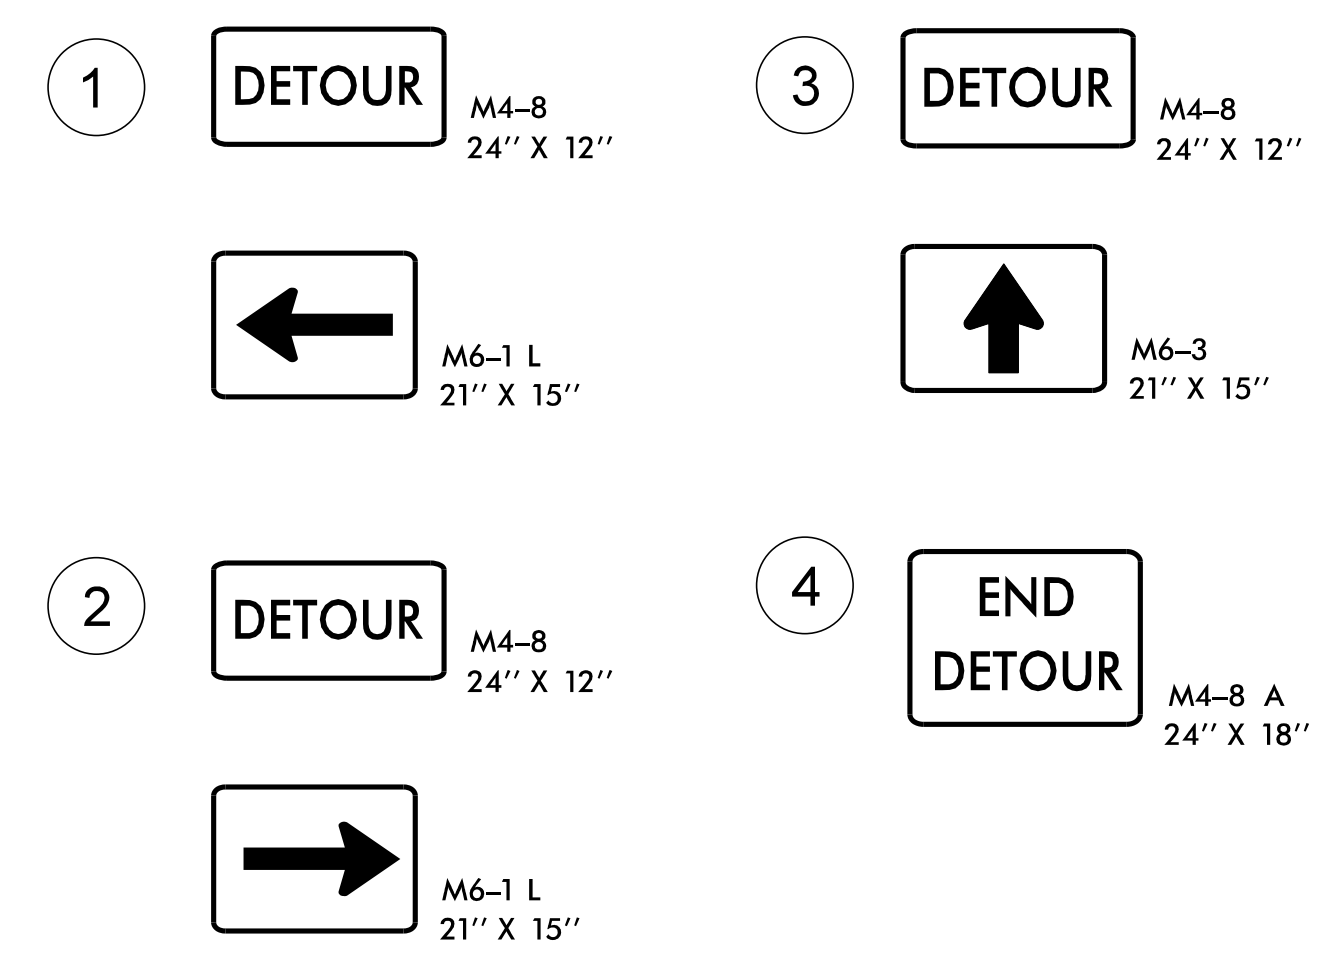 1
DETOUR
M4–8
24'' X 12''
M6–1 L
21'' X 15''
2
DETOUR
M4–8
24'' X 12''
M6–1 L
21'' X 15''
3
DETOUR
M4–8
24'' X 12''
M6–3
21'' X 15''
4
END
DETOUR
M4–8 A
24'' X 18''